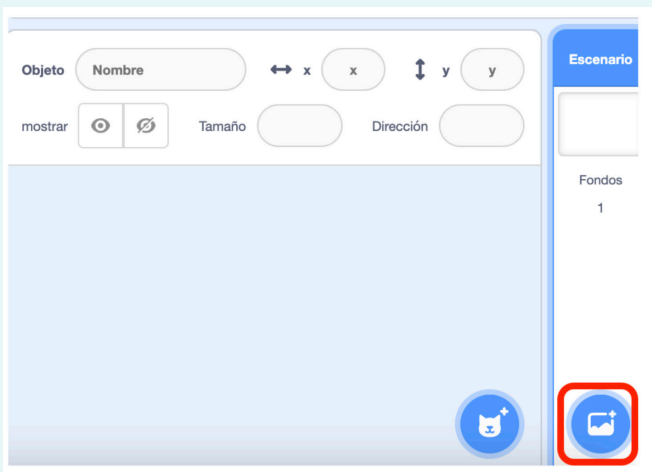 Objeto Nombre x x y y
mostrar Tamaño Dirección
Escenario
Fondos
1